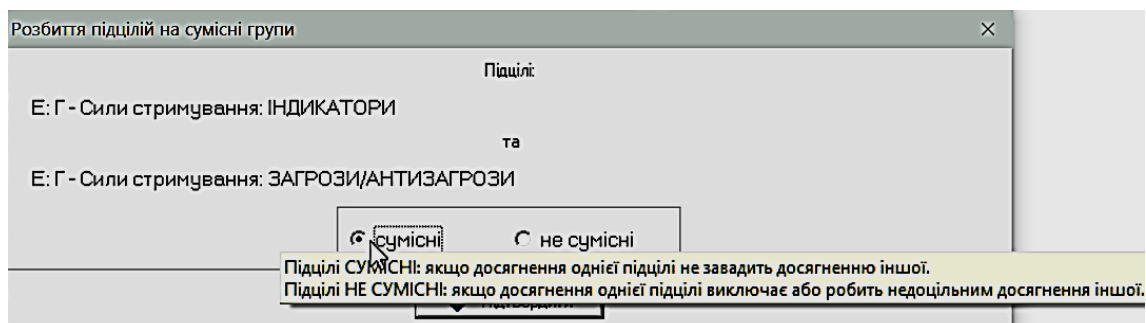 Розбиття підцілій на сумісні групи
Підцілі:
Е: Г - Сили стримування: ІНДИКАТОРИ
та
Е: Г - Сили стримування: ЗАГРОЗИ/АНТИЗАГРОЗИ
сумісні не сумісні
Підцілі СУМІСНІ: якщо досягнення однієї підцілі не завадить досягненню іншої.
Підцілі НЕ СУМІСНІ: якщо досягнення однієї підцілі виключає або робить недоцільним досягнення іншої.